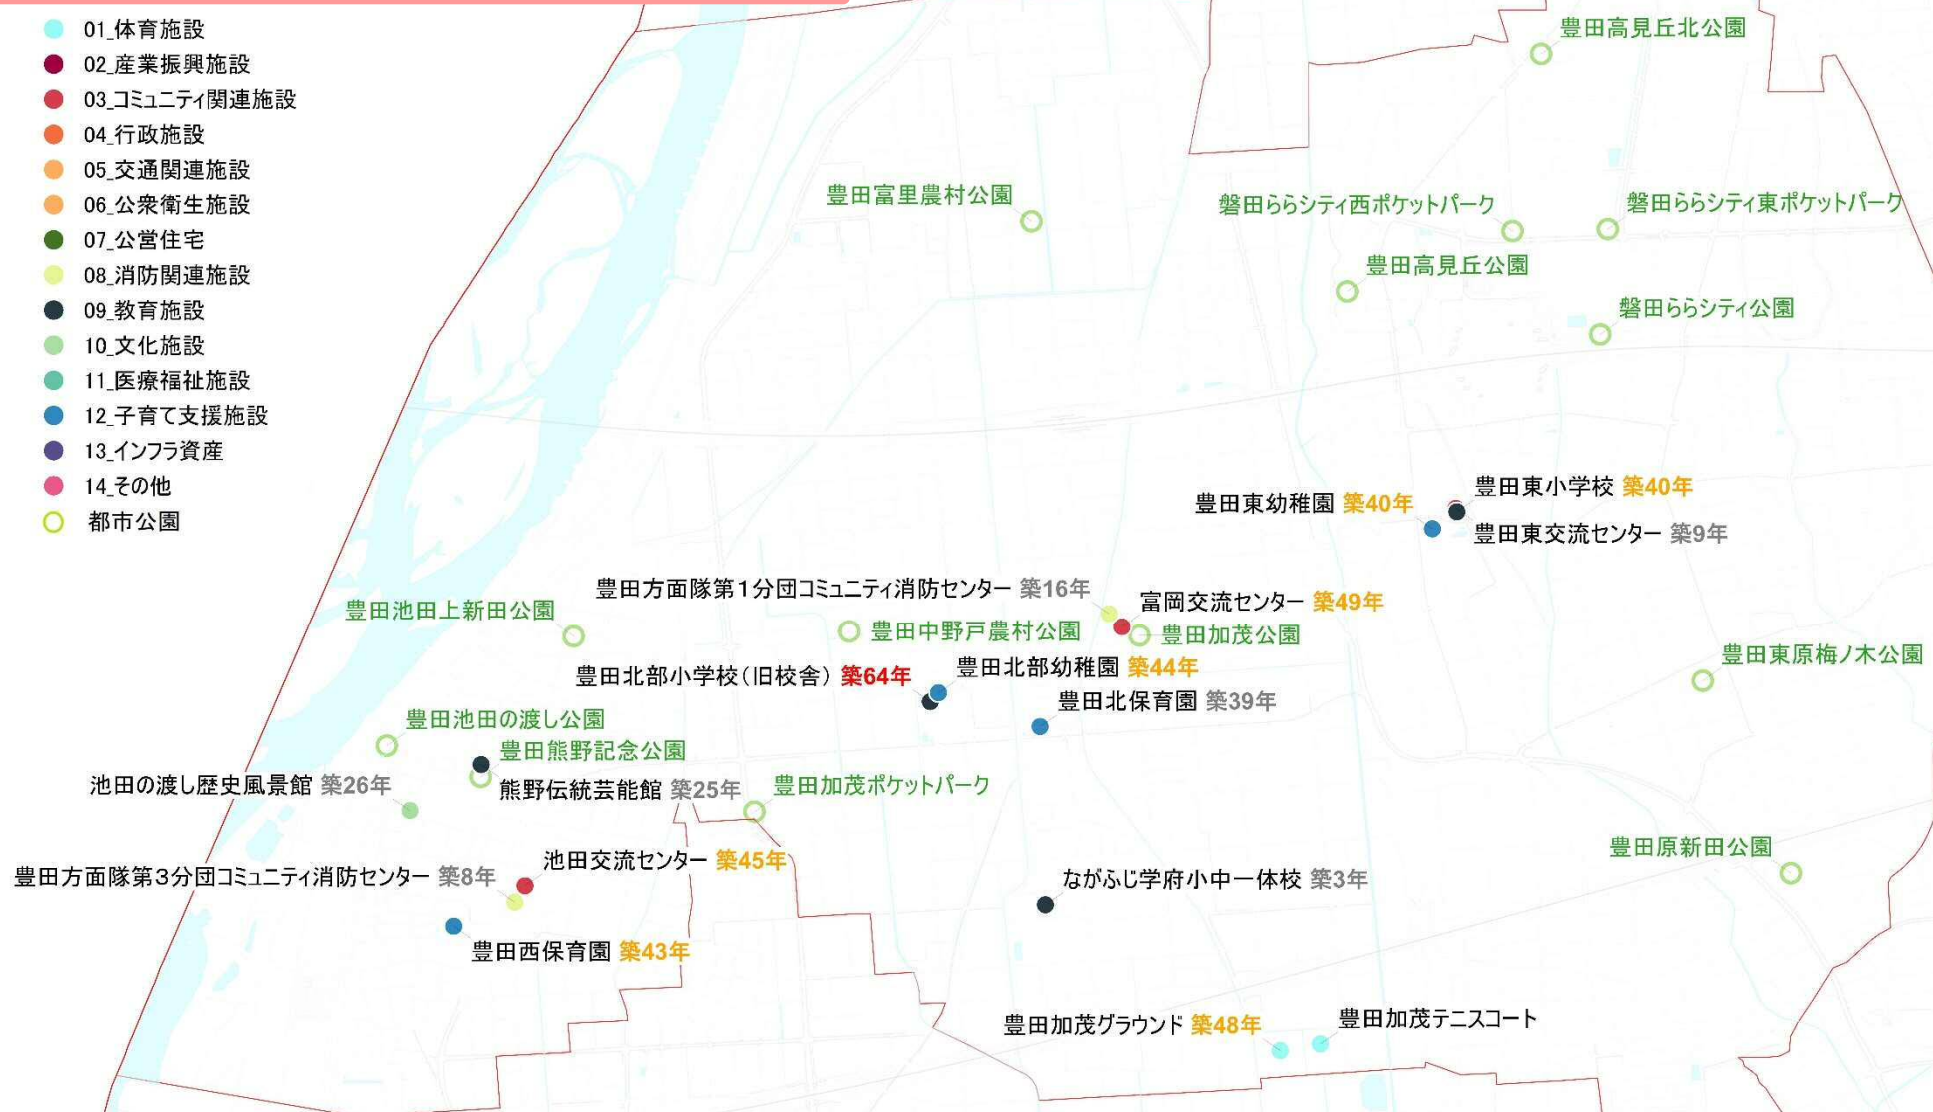 01_体育施設
02_産業振興施設
03_コミュニティ関連施設
04_行政施設
05_交通関連施設
06_公衆衛生施設
07_公営住宅
08_消防関連施設
09_教育施設
10_文化施設
11_医療福祉施設
12_子育て支援施設
13_インフラ資産
14_その他
都市公園
豊田高見丘北公園
豊田富里農村公園
磐田ららシティ西ポケットパーク
磐田ららシティ東ポケットパーク
豊田高見丘公園
磐田ららシティ公園
豊田東小学校 築40年
豊田東幼稚園 築40年
豊田東交流センター 築9年
豊田方面隊第1分団コミュニティ消防センター 築16年
富岡交流センター 築49年
豊田池田上新田公園
豊田中野戸農村公園
豊田加茂公園
豊田東原梅ノ木公園
豊田北部小学校（旧校舎） 築64年
豊田北部幼稚園 築44年
豊田北保育園 築39年
豊田池田の渡し公園
豊田熊野記念公園
池田の渡し歴史風景館 築26年
熊野伝統芸能館 築25年
豊田加茂ポケットパーク
豊田原新田公園
池田交流センター 築45年
豊田方面隊第3分団コミュニティ消防センター 築8年
ながふじ学府小中一体校 築3年
豊田西保育園 築43年
豊田加茂グラウンド 築48年
豊田加茂テニスコート